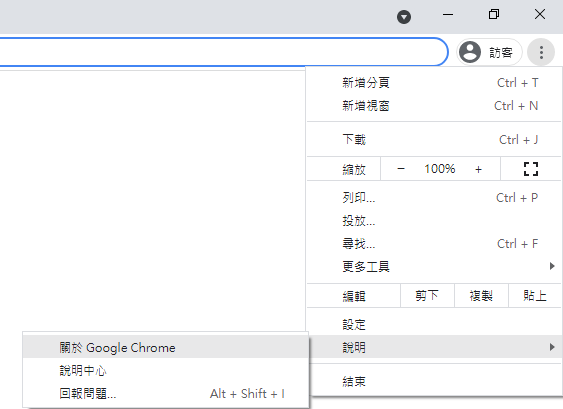 訪客
新增分頁 Ctrl + T
新增視窗 Ctrl + N
下載 Ctrl + J
縮放 − 100% +
列印... Ctrl + P
投放...
尋找... Ctrl + F
更多工具
編輯 剪下 複製 貼上
設定
說明
結束
關於 Google Chrome
說明中心
回報問題... Alt + Shift + I